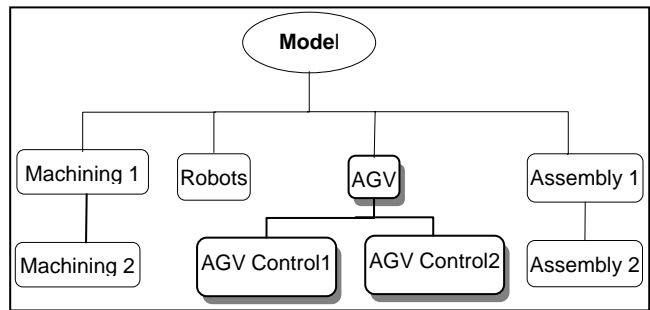 Model
Machining 1
Robots
AGV
Assembly 1
Machining 2
AGV Control1
AGV Control2
Assembly 2